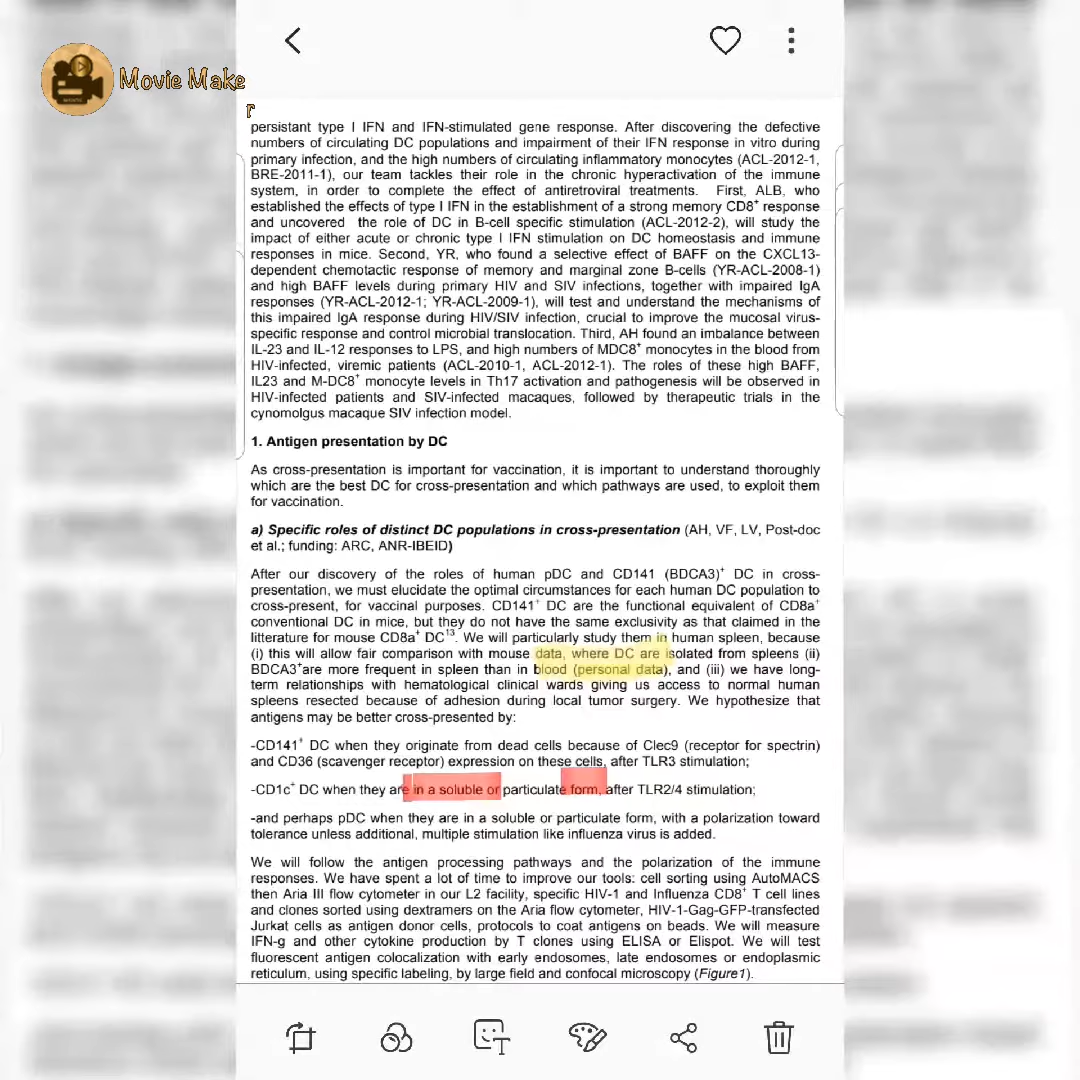 Movie Make
r
persistant type I IFN and IFN-stimulated gene response. After discovering the defective
numbers of circulating DC populations and impairment of their IFN response in vitro during
primary infection, and the high numbers of circulating inflammatory monocytes (ACL-2012-1,
BRE-2011-1), our team tackles their role in the chronic hyperactivation of the immune
system, in order to complete the effect of antiretroviral treatments. First, ALB, who
established the effects of type I IFN in the establishment of a strong memory CD8⁺ response
and uncovered the role of DC in B-cell specific stimulation (ACL-2012-2), will study the
impact of either acute or chronic type I IFN stimulation on DC homeostasis and immune
responses in mice. Second, YR, who found a selective effect of BAFF on the CXCL13-
dependent chemotactic response of memory and marginal zone B-cells (YR-ACL-2008-1)
and high BAFF levels during primary HIV and SIV infections, together with impaired IgA
responses (YR-ACL-2012-1; YR-ACL-2009-1), will test and understand the mechanisms of
this impaired IgA response during HIV/SIV infection, crucial to improve the mucosal virus-
specific response and control microbial translocation. Third, AH found an imbalance between
IL-23 and IL-12 responses to LPS, and high numbers of MDC8⁺ monocytes in the blood from
HIV-infected, viremic patients (ACL-2010-1, ACL-2012-1). The roles of these high BAFF,
IL23 and M-DC8⁺ monocyte levels in Th17 activation and pathogenesis will be observed in
HIV-infected patients and SIV-infected macaques, followed by therapeutic trials in the
cynomolgus macaque SIV infection model.
1. Antigen presentation by DC
As cross-presentation is important for vaccination, it is important to understand thoroughly
which are the best DC for cross-presentation and which pathways are used, to exploit them
for vaccination.
a) Specific roles of distinct DC populations in cross-presentation (AH, VF, LV, Post-doc
et al.; funding: ARC, ANR-IBEID)
After our discovery of the roles of human pDC and CD141 (BDCA3)⁺ DC in cross-
presentation, we must elucidate the optimal circumstances for each human DC population to
cross-present, for vaccinal purposes. CD141⁺ DC are the functional equivalent of CD8a⁺
conventional DC in mice, but they do not have the same exclusivity as that claimed in the
litterature for mouse CD8a⁺ DC¹³. We will particularly study them in human spleen, because
(i) this will allow fair comparison with mouse data, where DC are isolated from spleens (ii)
BDCA3⁺are more frequent in spleen than in blood (personal data), and (iii) we have long-
term relationships with hematological clinical wards giving us access to normal human
spleens resected because of adhesion during local tumor surgery. We hypothesize that
antigens may be better cross-presented by:
-CD141⁺ DC when they originate from dead cells because of Clec9 (receptor for spectrin)
and CD36 (scavenger receptor) expression on these cells, after TLR3 stimulation;
-CD1c⁺ DC when they are in a soluble or particulate form, after TLR2/4 stimulation;
-and perhaps pDC when they are in a soluble or particulate form, with a polarization toward
tolerance unless additional, multiple stimulation like influenza virus is added.
We will follow the antigen processing pathways and the polarization of the immune
responses. We have spent a lot of time to improve our tools: cell sorting using AutoMACS
then Aria III flow cytometer in our L2 facility, specific HIV-1 and Influenza CD8⁺ T cell lines
and clones sorted using dextramers on the Aria flow cytometer, HIV-1-Gag-GFP-transfected
Jurkat cells as antigen donor cells, protocols to coat antigens on beads. We will measure
IFN-g and other cytokine production by T clones using ELISA or Elispot. We will test
fluorescent antigen colocalization with early endosomes, late endosomes or endoplasmic
reticulum, using specific labeling, by large field and confocal microscopy (Figure1).